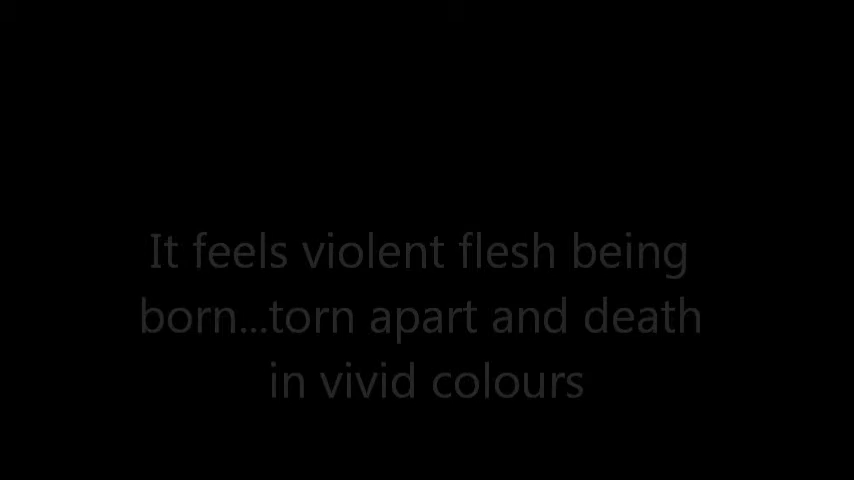 It feels violent flesh being
born...torn apart and death
in vivid colours